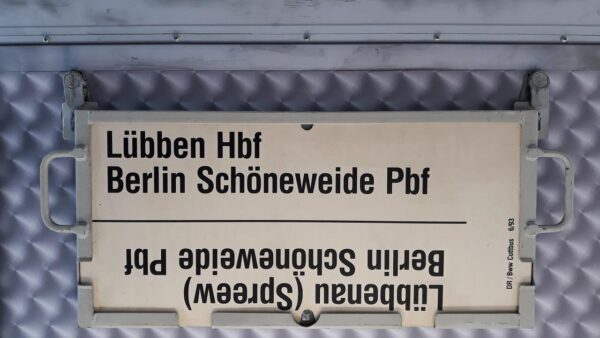 Lübben Hbf
Berlin Schöneweide Pbf
Lübbenau (Spreew)
Berlin Schöneweide Pbf
DR / Bww Cottbus 6/93